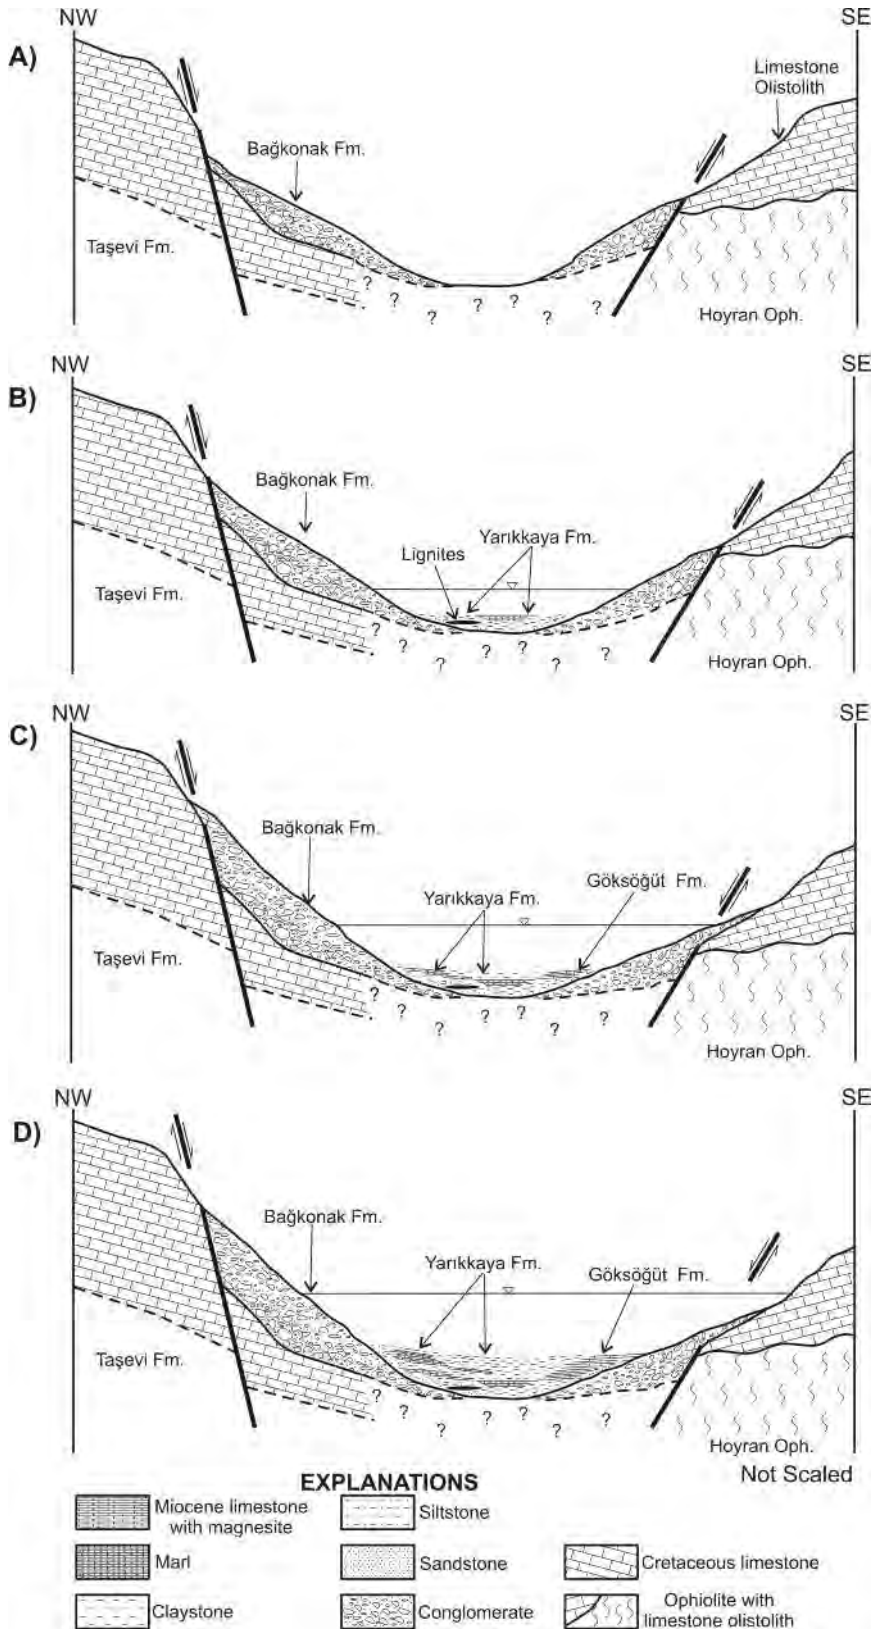 NW
SE
A)
Limestone
Olistolith
Bağkonak Fm.
Taşevi Fm.
? ? ? ? ?
? ? ?
Hoyran Oph.
NW
SE
B)
Bağkonak Fm.
Lignites
Yarıkkaya Fm.
Taşevi Fm.
? ? ? ? ?
? ? ?
Hoyran Oph.
NW
SE
C)
Bağkonak Fm.
Yarıkkaya Fm.
Göksöğüt Fm.
Taşevi Fm.
? ? ? ? ?
? ? ?
Hoyran Oph.
NW
SE
D)
Bağkonak Fm.
Yarıkkaya Fm.
Göksöğüt Fm.
Taşevi Fm.
? ? ? ? ?
? ? ?
Hoyran Oph.
Not Scaled
EXPLANATIONS
Miocene limestone
with magnesite
Siltstone
Marl
Sandstone
Cretaceous limestone
Claystone
Conglomerate
Ophiolite with
limestone olistolith